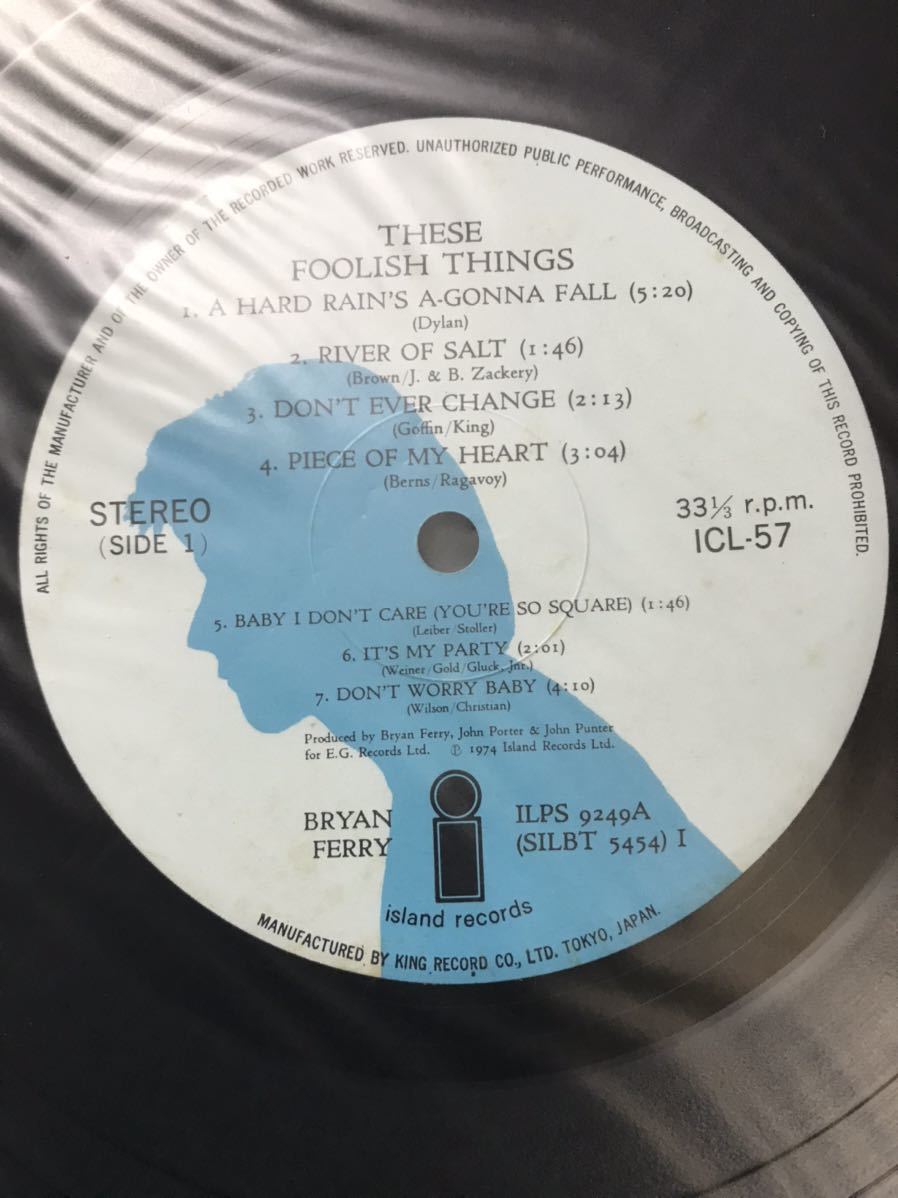 ALL RIGHTS OF THE MANUFACTURER AND OF THE OWNER OF THE RECORDED WORK RESERVED. UNAUTHORIZED PUBLIC PERFORMANCE, BROADCASTING AND COPYING OF THIS RECORD PROHIBITED.
THESE
FOOLISH THINGS
1. A HARD RAIN'S A-GONNA FALL (5:20)
(Dylan)
2. RIVER OF SALT (1:46)
(Brown/J. & B. Zackery)
3. DON'T EVER CHANGE (2:13)
(Goffin/King)
4. PIECE OF MY HEART (3:04)
(Berns/Ragavoy)
STEREO
(SIDE 1)
33⅓ r.p.m.
ICL-57
5. BABY I DON'T CARE (YOU'RE SO SQUARE) (1:46)
(Leiber/Stoller)
6. IT'S MY PARTY (2:01)
(Weiner/Gold/Gluck, Jnr.)
7. DON'T WORRY BABY (4:10)
(Wilson/Christian)
Produced by Bryan Ferry, John Porter & John Punter
for E.G. Records Ltd. ℗ 1974 Island Records Ltd.
BRYAN
FERRY
ILPS 9249A
(SILBT 5454) I
island records
MANUFACTURED BY KING RECORD CO., LTD. TOKYO, JAPAN.